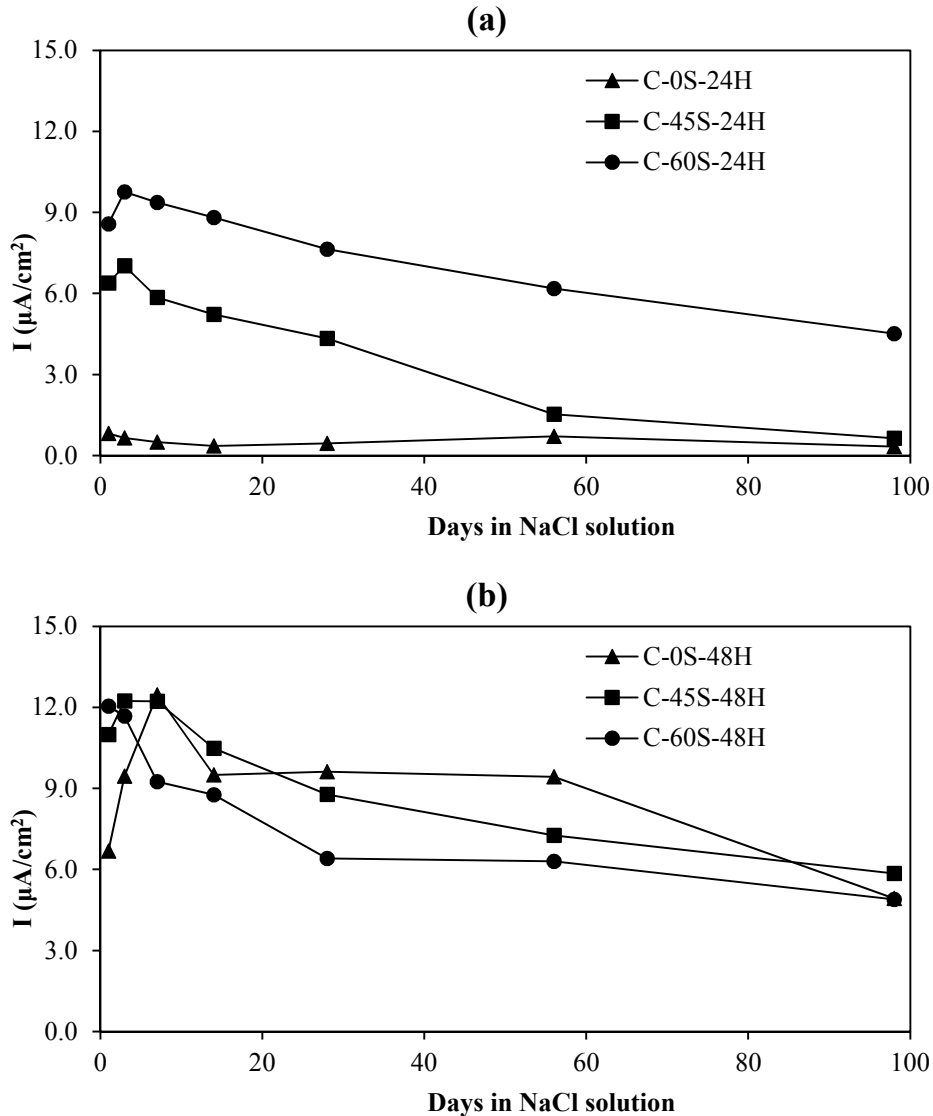 (a)
15.0
12.0
9.0
6.0
3.0
0.0
I (µA/cm²)
C-0S-24H
C-45S-24H
C-60S-24H
0 20 40 60 80 100
Days in NaCl solution
(b)
15.0
12.0
9.0
6.0
3.0
0.0
I (µA/cm²)
C-0S-48H
C-45S-48H
C-60S-48H
0 20 40 60 80 100
Days in NaCl solution